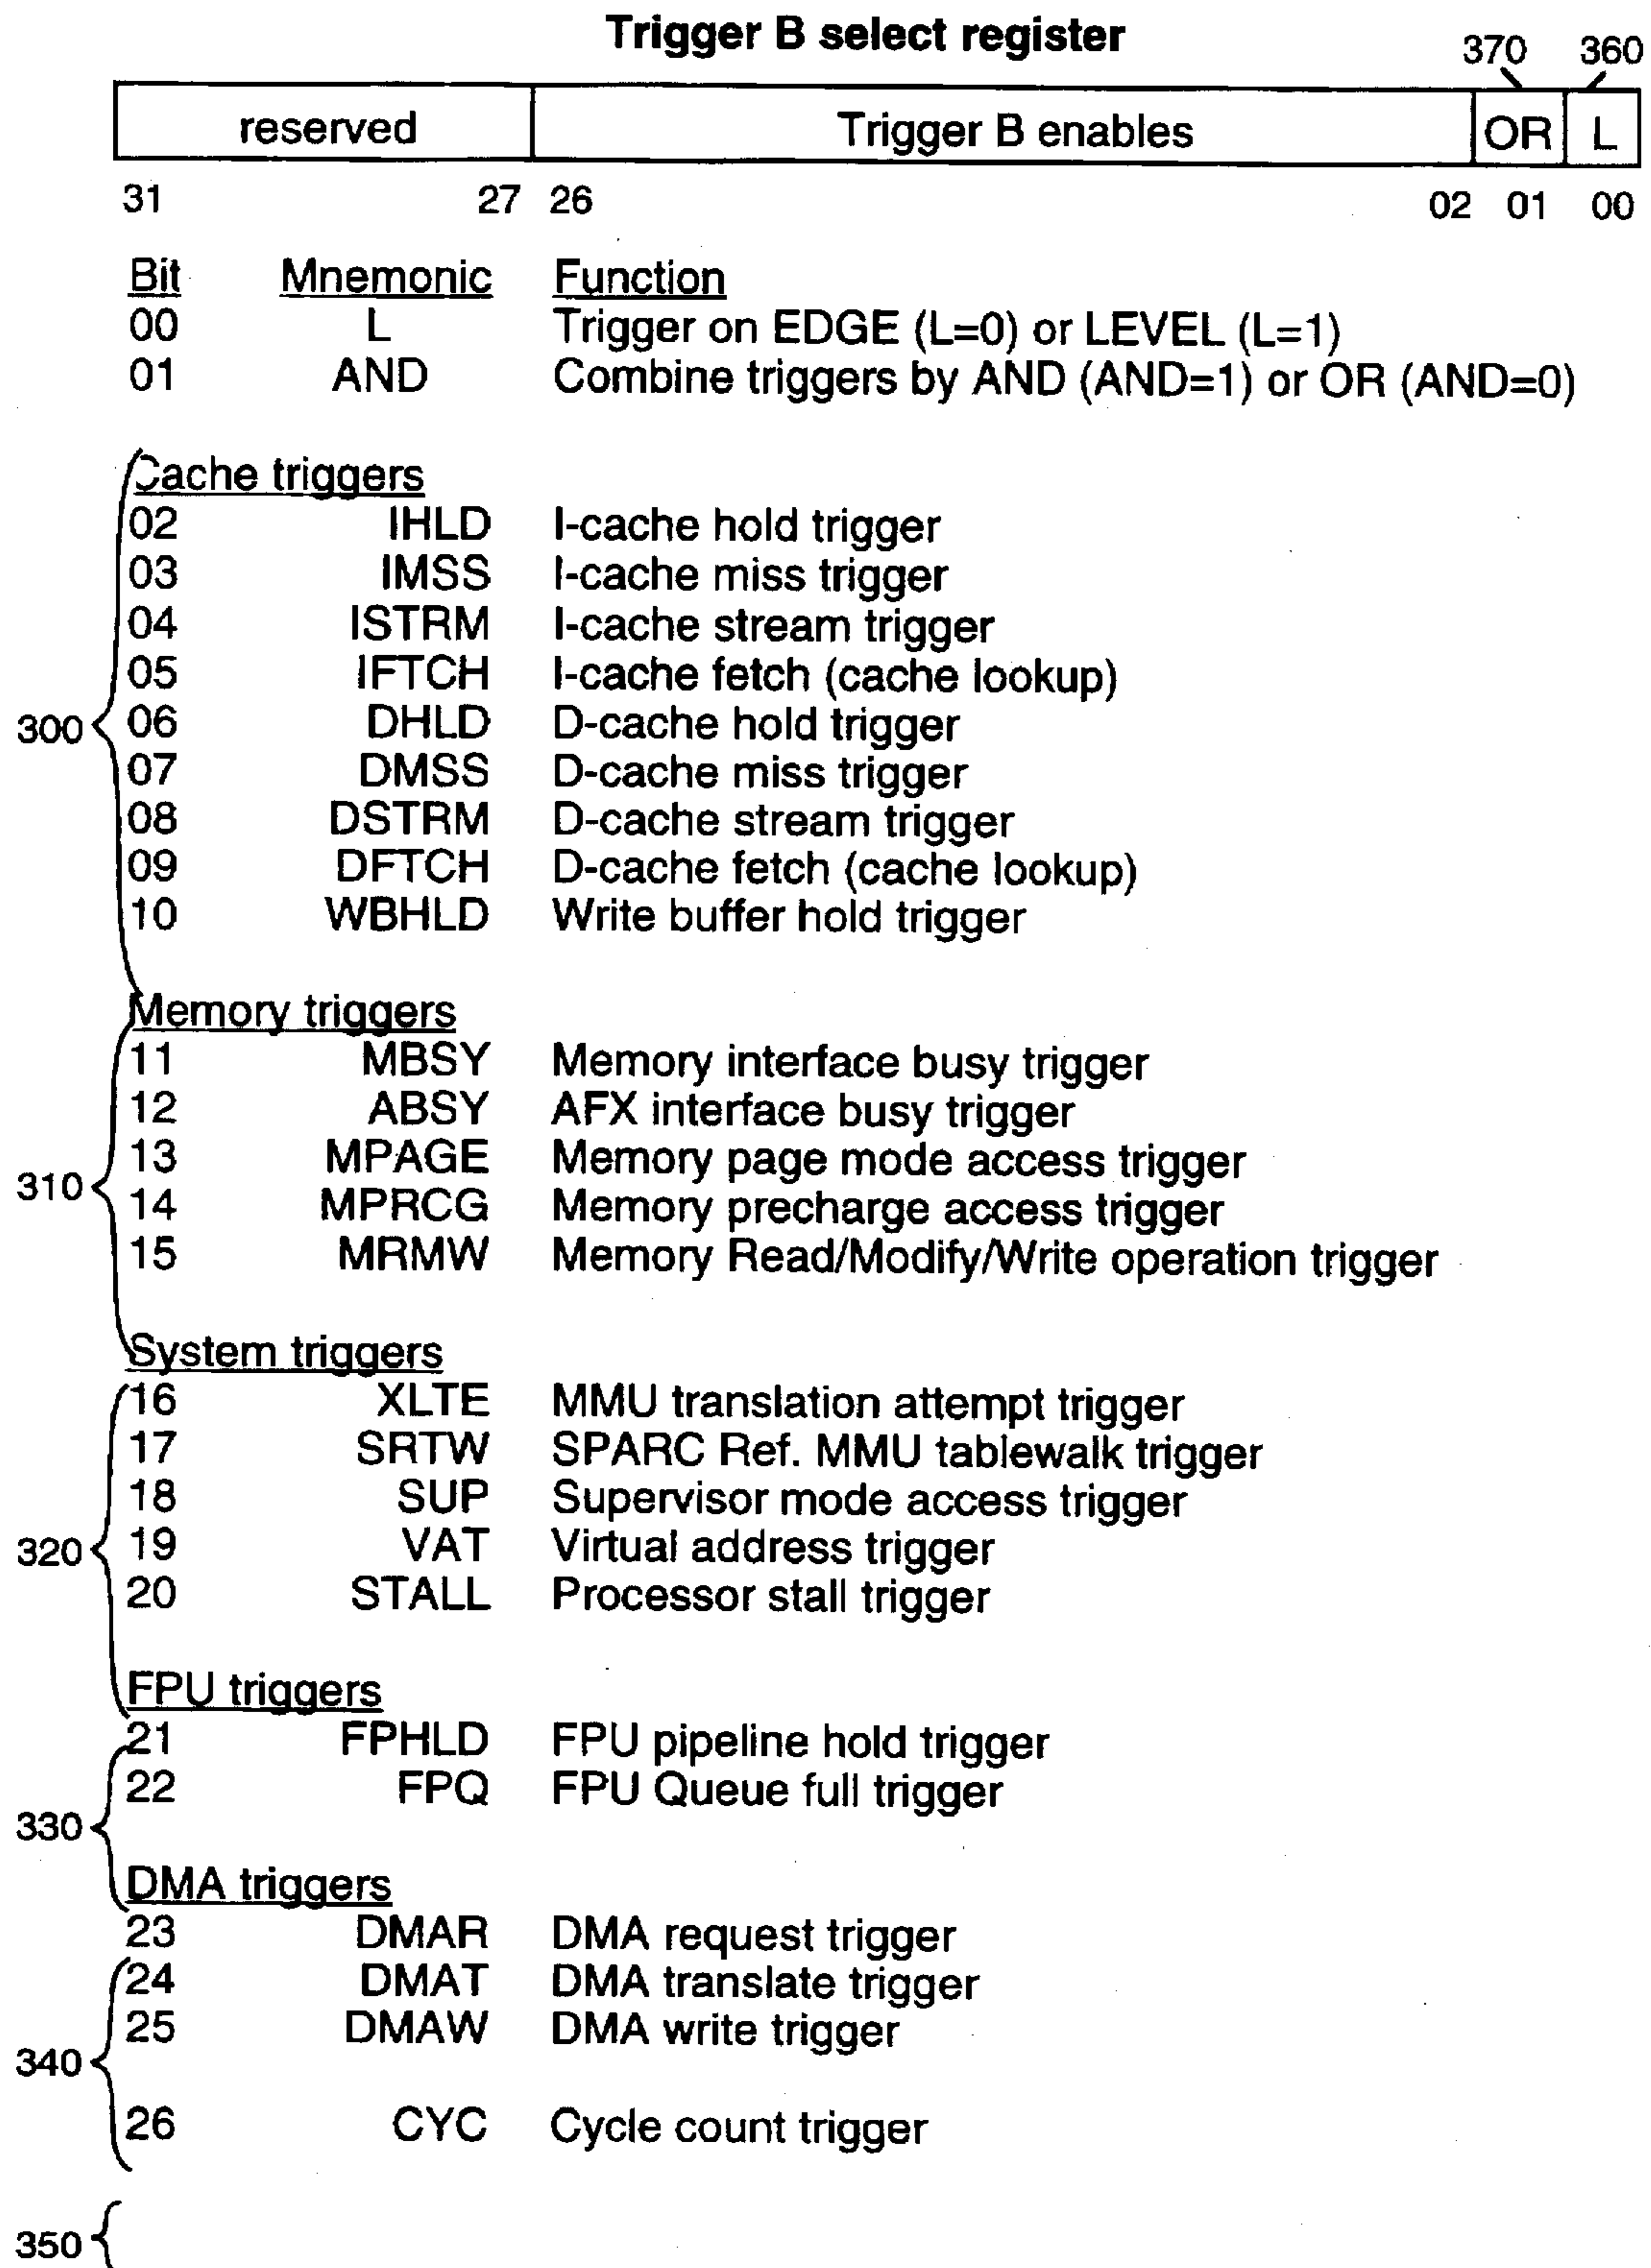 Trigger B select register
370 360
reserved Trigger B enables OR L
31 27 26 02 01 00
Bit Mnemonic Function
00 L Trigger on EDGE (L=0) or LEVEL (L=1)
01 AND Combine triggers by AND (AND=1) or OR (AND=0)
Cache triggers
02 IHLD I-cache hold trigger
03 IMSS I-cache miss trigger
04 ISTRM I-cache stream trigger
05 IFTCH I-cache fetch (cache lookup)
300 06 DHLD D-cache hold trigger
07 DMSS D-cache miss trigger
08 DSTRM D-cache stream trigger
09 DFTCH D-cache fetch (cache lookup)
10 WBHLD Write buffer hold trigger
Memory triggers
11 MBSY Memory interface busy trigger
12 ABSY AFX interface busy trigger
13 MPAGE Memory page mode access trigger
310 14 MPRCG Memory precharge access trigger
15 MRMW Memory Read/Modify/Write operation trigger
System triggers
16 XLTE MMU translation attempt trigger
17 SRTW SPARC Ref. MMU tablewalk trigger
18 SUP Supervisor mode access trigger
320 19 VAT Virtual address trigger
20 STALL Processor stall trigger
FPU triggers
21 FPHLD FPU pipeline hold trigger
22 FPQ FPU Queue full trigger
330
DMA triggers
23 DMAR DMA request trigger
24 DMAT DMA translate trigger
25 DMAW DMA write trigger
340
26 CYC Cycle count trigger
350